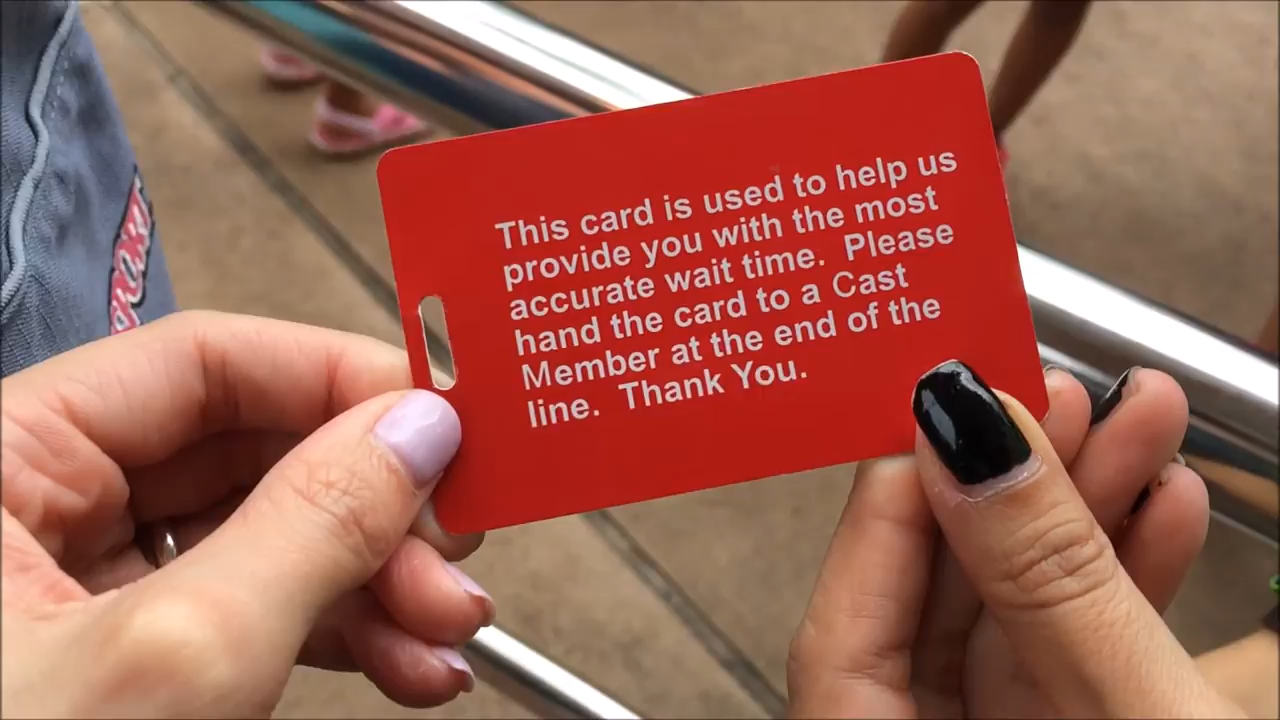 This card is used to help us
provide you with the most
accurate wait time.  Please
hand the card to a Cast
Member at the end of the
line.  Thank You.